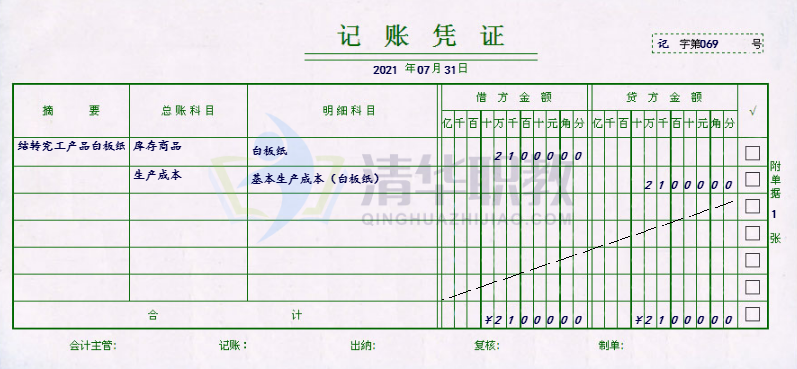 记账凭证
记 字第069 号
2021 年07月31日
摘 要 总账科目 明细科目 借方金额 贷方金额 √
亿千百十万千百十元角分 亿千百十万千百十元角分
结转完工产品白板纸 库存商品 白板纸 2100000
生产成本 基本生产成本（白板纸） 2100000
合 计 ¥2100000 ¥2100000
附单据 1 张
会计主管: 记账: 出纳: 复核: 制单:
清华职教
QINGHUAZHIJIAO.COM